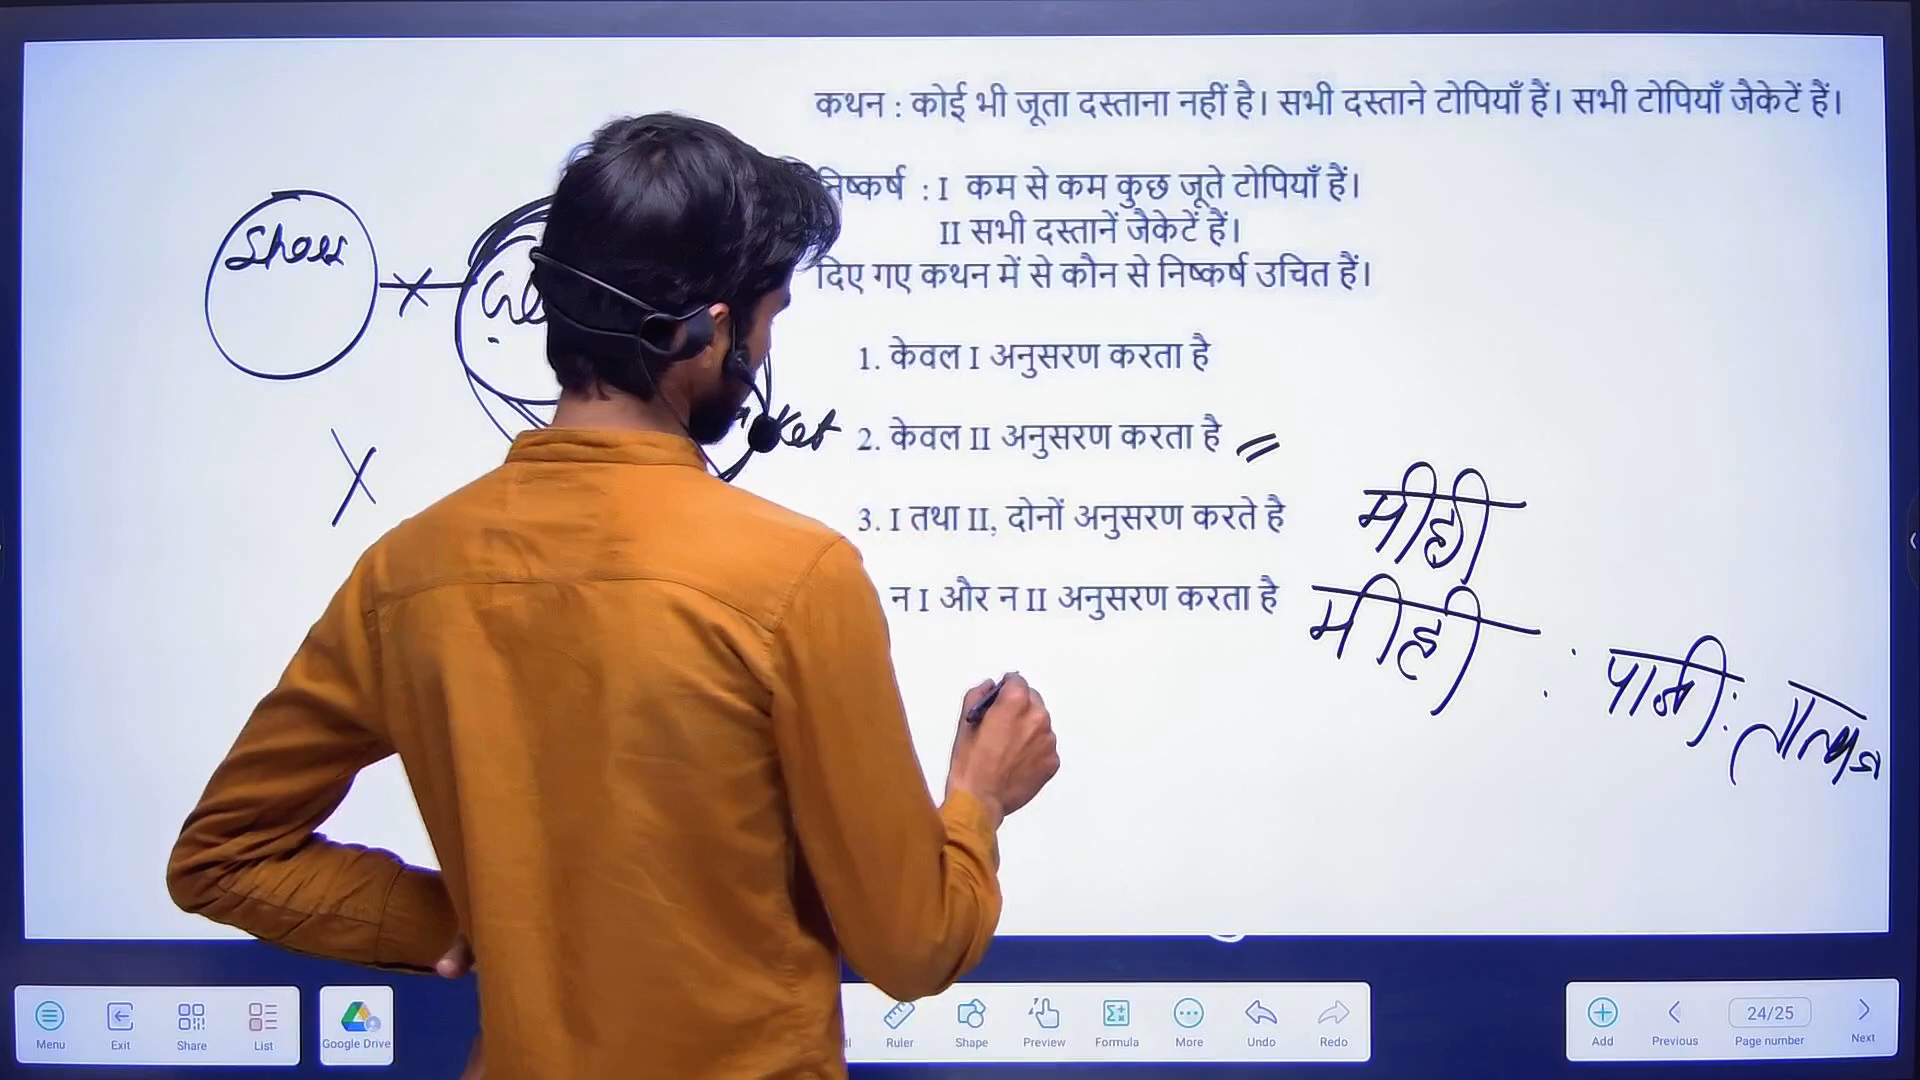 कथन : कोई भी जूता दस्ताना नहीं है। सभी दस्ताने टोपियाँ हैं। सभी टोपियाँ जैकेटें हैं।
निष्कर्ष : I कम से कम कुछ जूते टोपियाँ हैं।
II सभी दस्तानें जैकेटें हैं।
दिए गए कथन में से कौन से निष्कर्ष उचित हैं।
1. केवल I अनुसरण करता है
2. केवल II अनुसरण करता है
3. I तथा II, दोनों अनुसरण करते है
न I और न II अनुसरण करता है
Shoes
Menu Exit Share List
Google Drive
Ruler Shape Preview Formula More Undo Redo
Add Previous 24/25 Page number Next